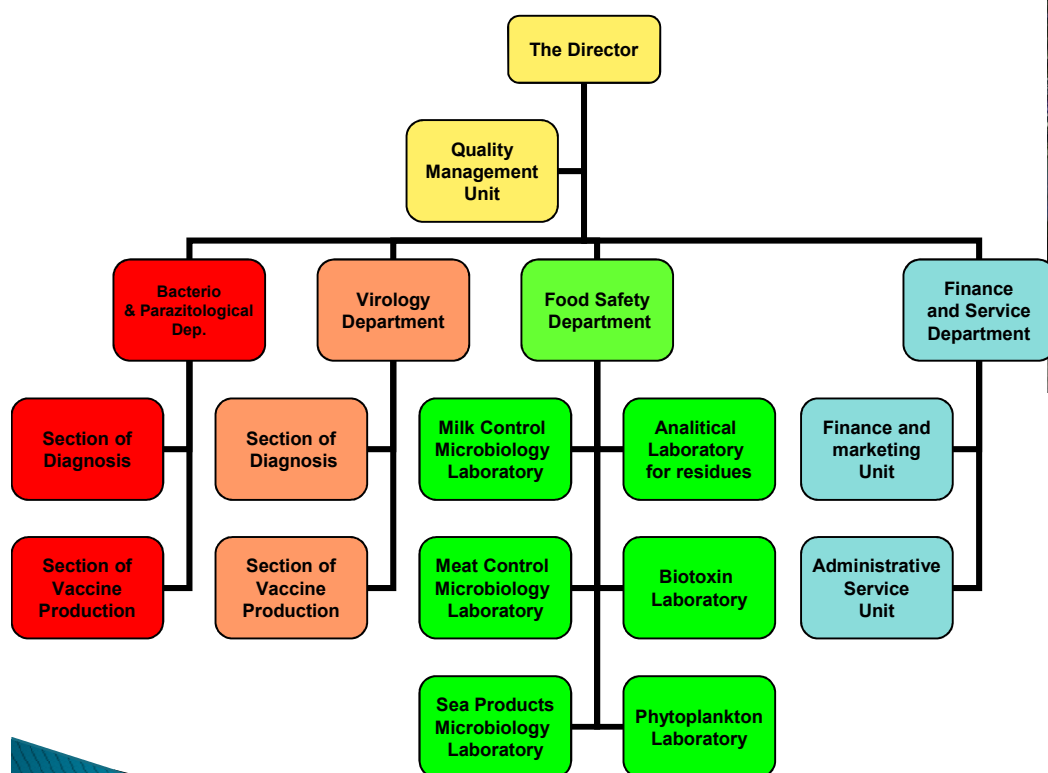 The Director
Quality
Management
Unit
Bacterio
& Parazitological
Dep.
Virology
Department
Food Safety
Department
Finance
and Service
Department
Section of
Diagnosis
Section of
Diagnosis
Milk Control
Microbiology
Laboratory
Analitical
Laboratory
for residues
Finance and
marketing
Unit
Section of
Vaccine
Production
Section of
Vaccine
Production
Meat Control
Microbiology
Laboratory
Biotoxin
Laboratory
Administrative
Service
Unit
Sea Products
Microbiology
Laboratory
Phytoplankton
Laboratory